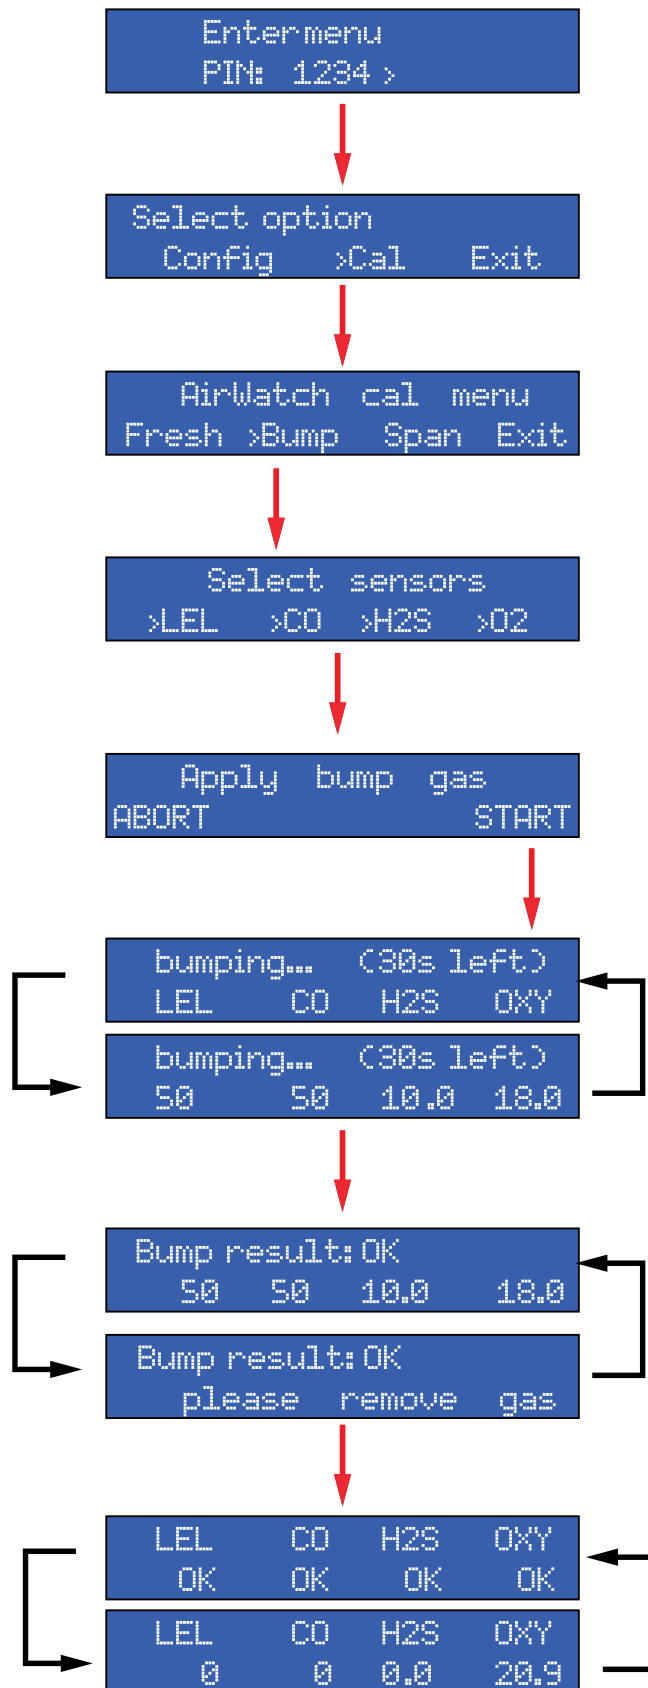 Enter menu
PIN: 1234 >
Select option
Config >Cal Exit
AirWatch cal menu
Fresh >Bump Span Exit
Select sensors
>LEL >CO >H2S >O2
Apply bump gas
ABORT START
bumping... (30s left)
LEL CO H2S OXY
bumping... (30s left)
50 50 10.0 18.0
Bump result: OK
50 50 10.0 18.0
Bump result: OK
please remove gas
LEL CO H2S OXY
OK OK OK OK
LEL CO H2S OXY
0 0 0.0 20.9